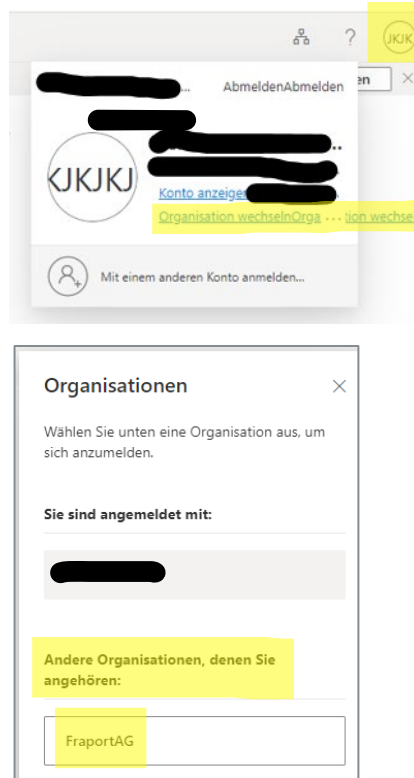 ?
JKJK
...
AbmeldenAbmelden
en
KJKJKJ
..
Konto anzeigen
Organisation wechselnOrga ... tion wechsel
Mit einem anderen Konto anmelden...
Organisationen
Wählen Sie unten eine Organisation aus, um
sich anzumelden.
Sie sind angemeldet mit:
Andere Organisationen, denen Sie
angehören:
FraportAG